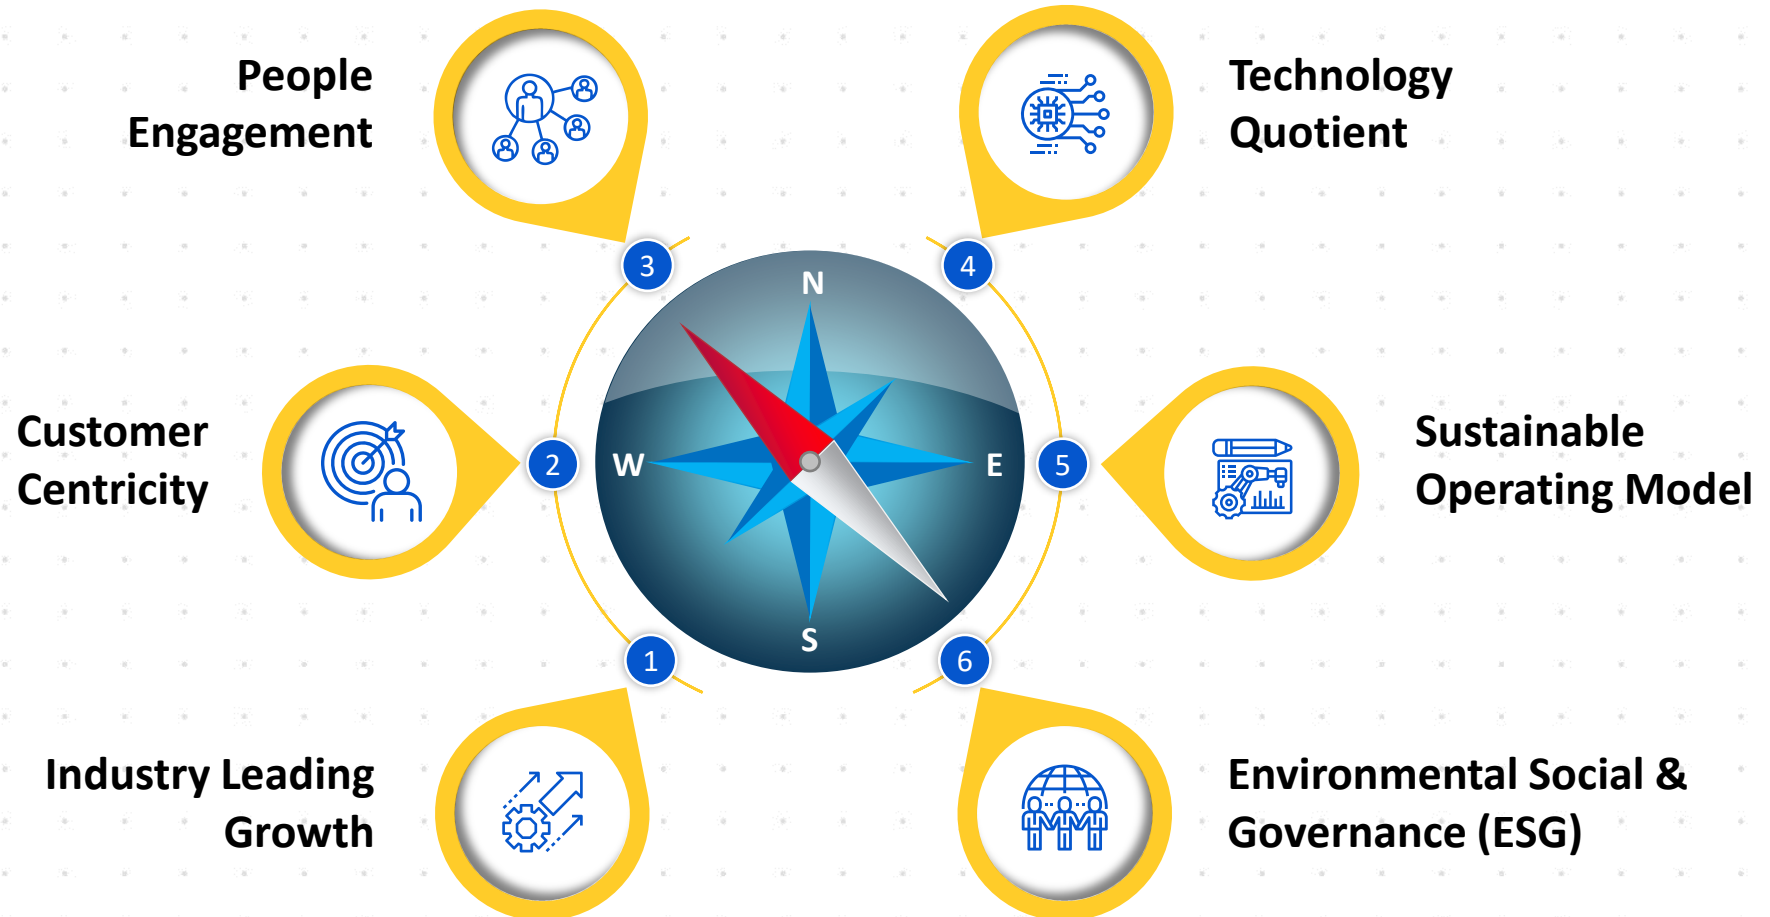 People
Engagement
Technology
Quotient
3
4
N
Customer
Centricity
2
W
E
5
Sustainable
Operating Model
S
1
6
Industry Leading
Growth
Environmental Social &
Governance (ESG)